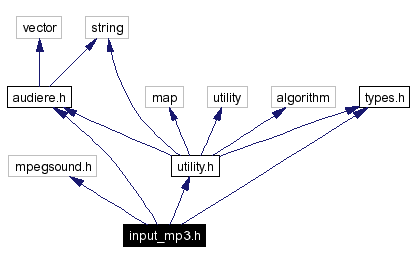 vector
string
audiere.h
map
utility
algorithm
types.h
mpegsound.h
utility.h
input_mp3.h